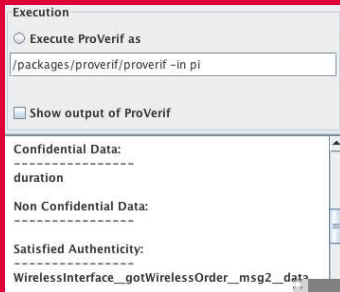 Execution
Execute ProVerif as
/packages/proverif/proverif -in pi
Show output of ProVerif
Confidential Data:
----------------
duration
Non Confidential Data:
----------------
Satisfied Authenticity:
----------------
WirelessInterface__gotWirelessOrder__msg2__data